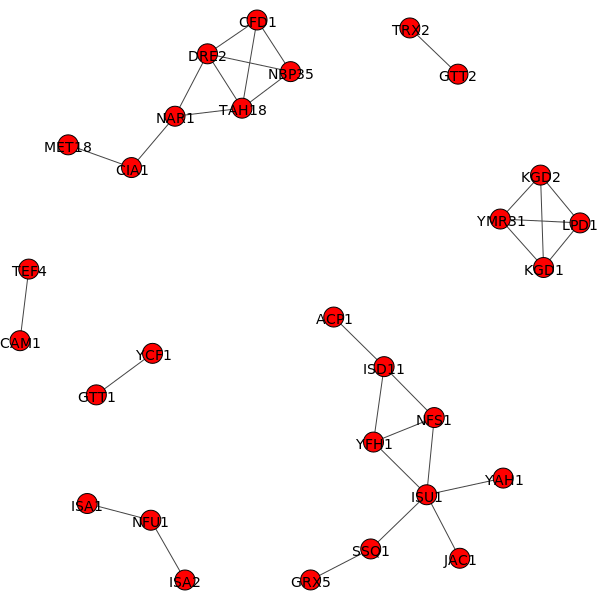 CFD1
TRX2
DRE2
NBP35
GTT2
TAH18
NAR1
MET18
CIA1
KGD2
YMR31
LPD1
KGD1
TEF4
ACP1
CAM1
YCF1
ISD11
GTT1
NFS1
YFH1
YAH1
ISU1
ISA1
NFU1
SSQ1
JAC1
ISA2
GRX5